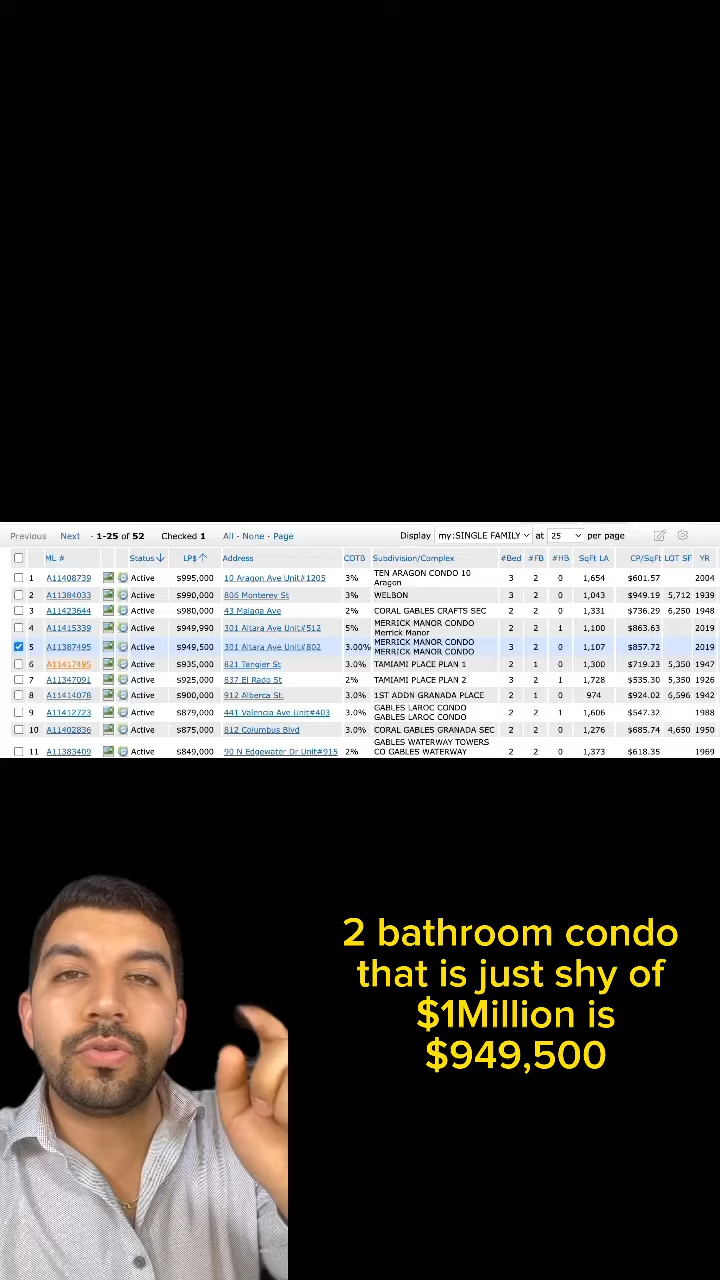 Previous Next · 1-25 of 52 Checked 1 All · None · Page Display my:SINGLE FAMILY at 25 per page
ML # Status LP$ Address COTB Subdivision/Complex #Bed #FB #HB SqFt LA CP/SqFt LOT SF YR
1 A11408739 Active $995,000 10 Aragon Ave Unit#1205 3% TEN ARAGON CONDO 10 Aragon 3 2 0 1,654 $601.57 2004
2 A11384033 Active $990,000 806 Monterey St 3% WELBON 3 2 0 1,043 $949.19 5,712 1939
3 A11423644 Active $980,000 43 Malaga Ave 2% CORAL GABLES CRAFTS SEC 2 2 0 1,331 $736.29 6,250 1948
4 A11415339 Active $949,990 301 Altara Ave Unit#512 5% MERRICK MANOR CONDO Merrick Manor 2 2 1 1,100 $863.63 2019
5 A11387495 Active $949,500 301 Altara Ave Unit#802 3.00% MERRICK MANOR CONDO MERRICK MANOR CONDO 3 2 0 1,107 $857.72 2019
6 A11417495 Active $935,000 821 Tangier St 3.0% TAMIAMI PLACE PLAN 1 2 1 0 1,300 $719.23 5,350 1947
7 A11347091 Active $925,000 837 El Rado St 2% TAMIAMI PLACE PLAN 2 3 2 1 1,728 $535.30 5,350 1926
8 A11414078 Active $900,000 912 Alberca St. 3.0% 1ST ADDN GRANADA PLACE 2 1 0 974 $924.02 6,596 1942
9 A11412723 Active $879,000 441 Valencia Ave Unit#403 3.0% GABLES LAROC CONDO GABLES LAROC CONDO 2 2 1 1,606 $547.32 1988
10 A11402836 Active $875,000 812 Columbus Blvd 3.0% CORAL GABLES GRANADA SEC 2 2 0 1,276 $685.74 4,650 1950
11 A11383409 Active $849,000 90 N Edgewater Dr Unit#915 2% GABLES WATERWAY TOWERS CO GABLES WATERWAY 2 2 0 1,373 $618.35 1969
2 bathroom condo
that is just shy of
$1Million is
$949,500